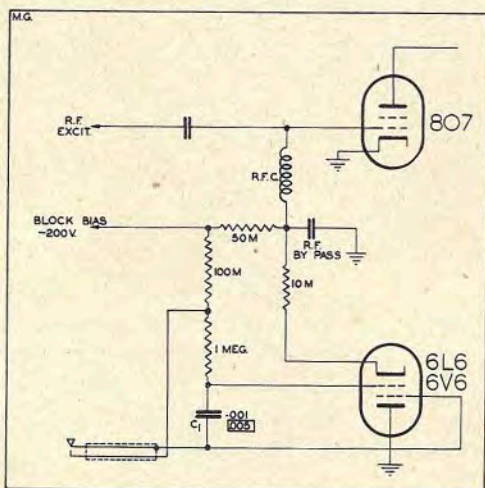 M.G.
807
R.F.
EXCIT.
R.F.C.
BLOCK BIAS
-200V.
50M
R.F.
BY PASS
100M
10M
1 MEG.
6L6
6V6
C1
.001
.005